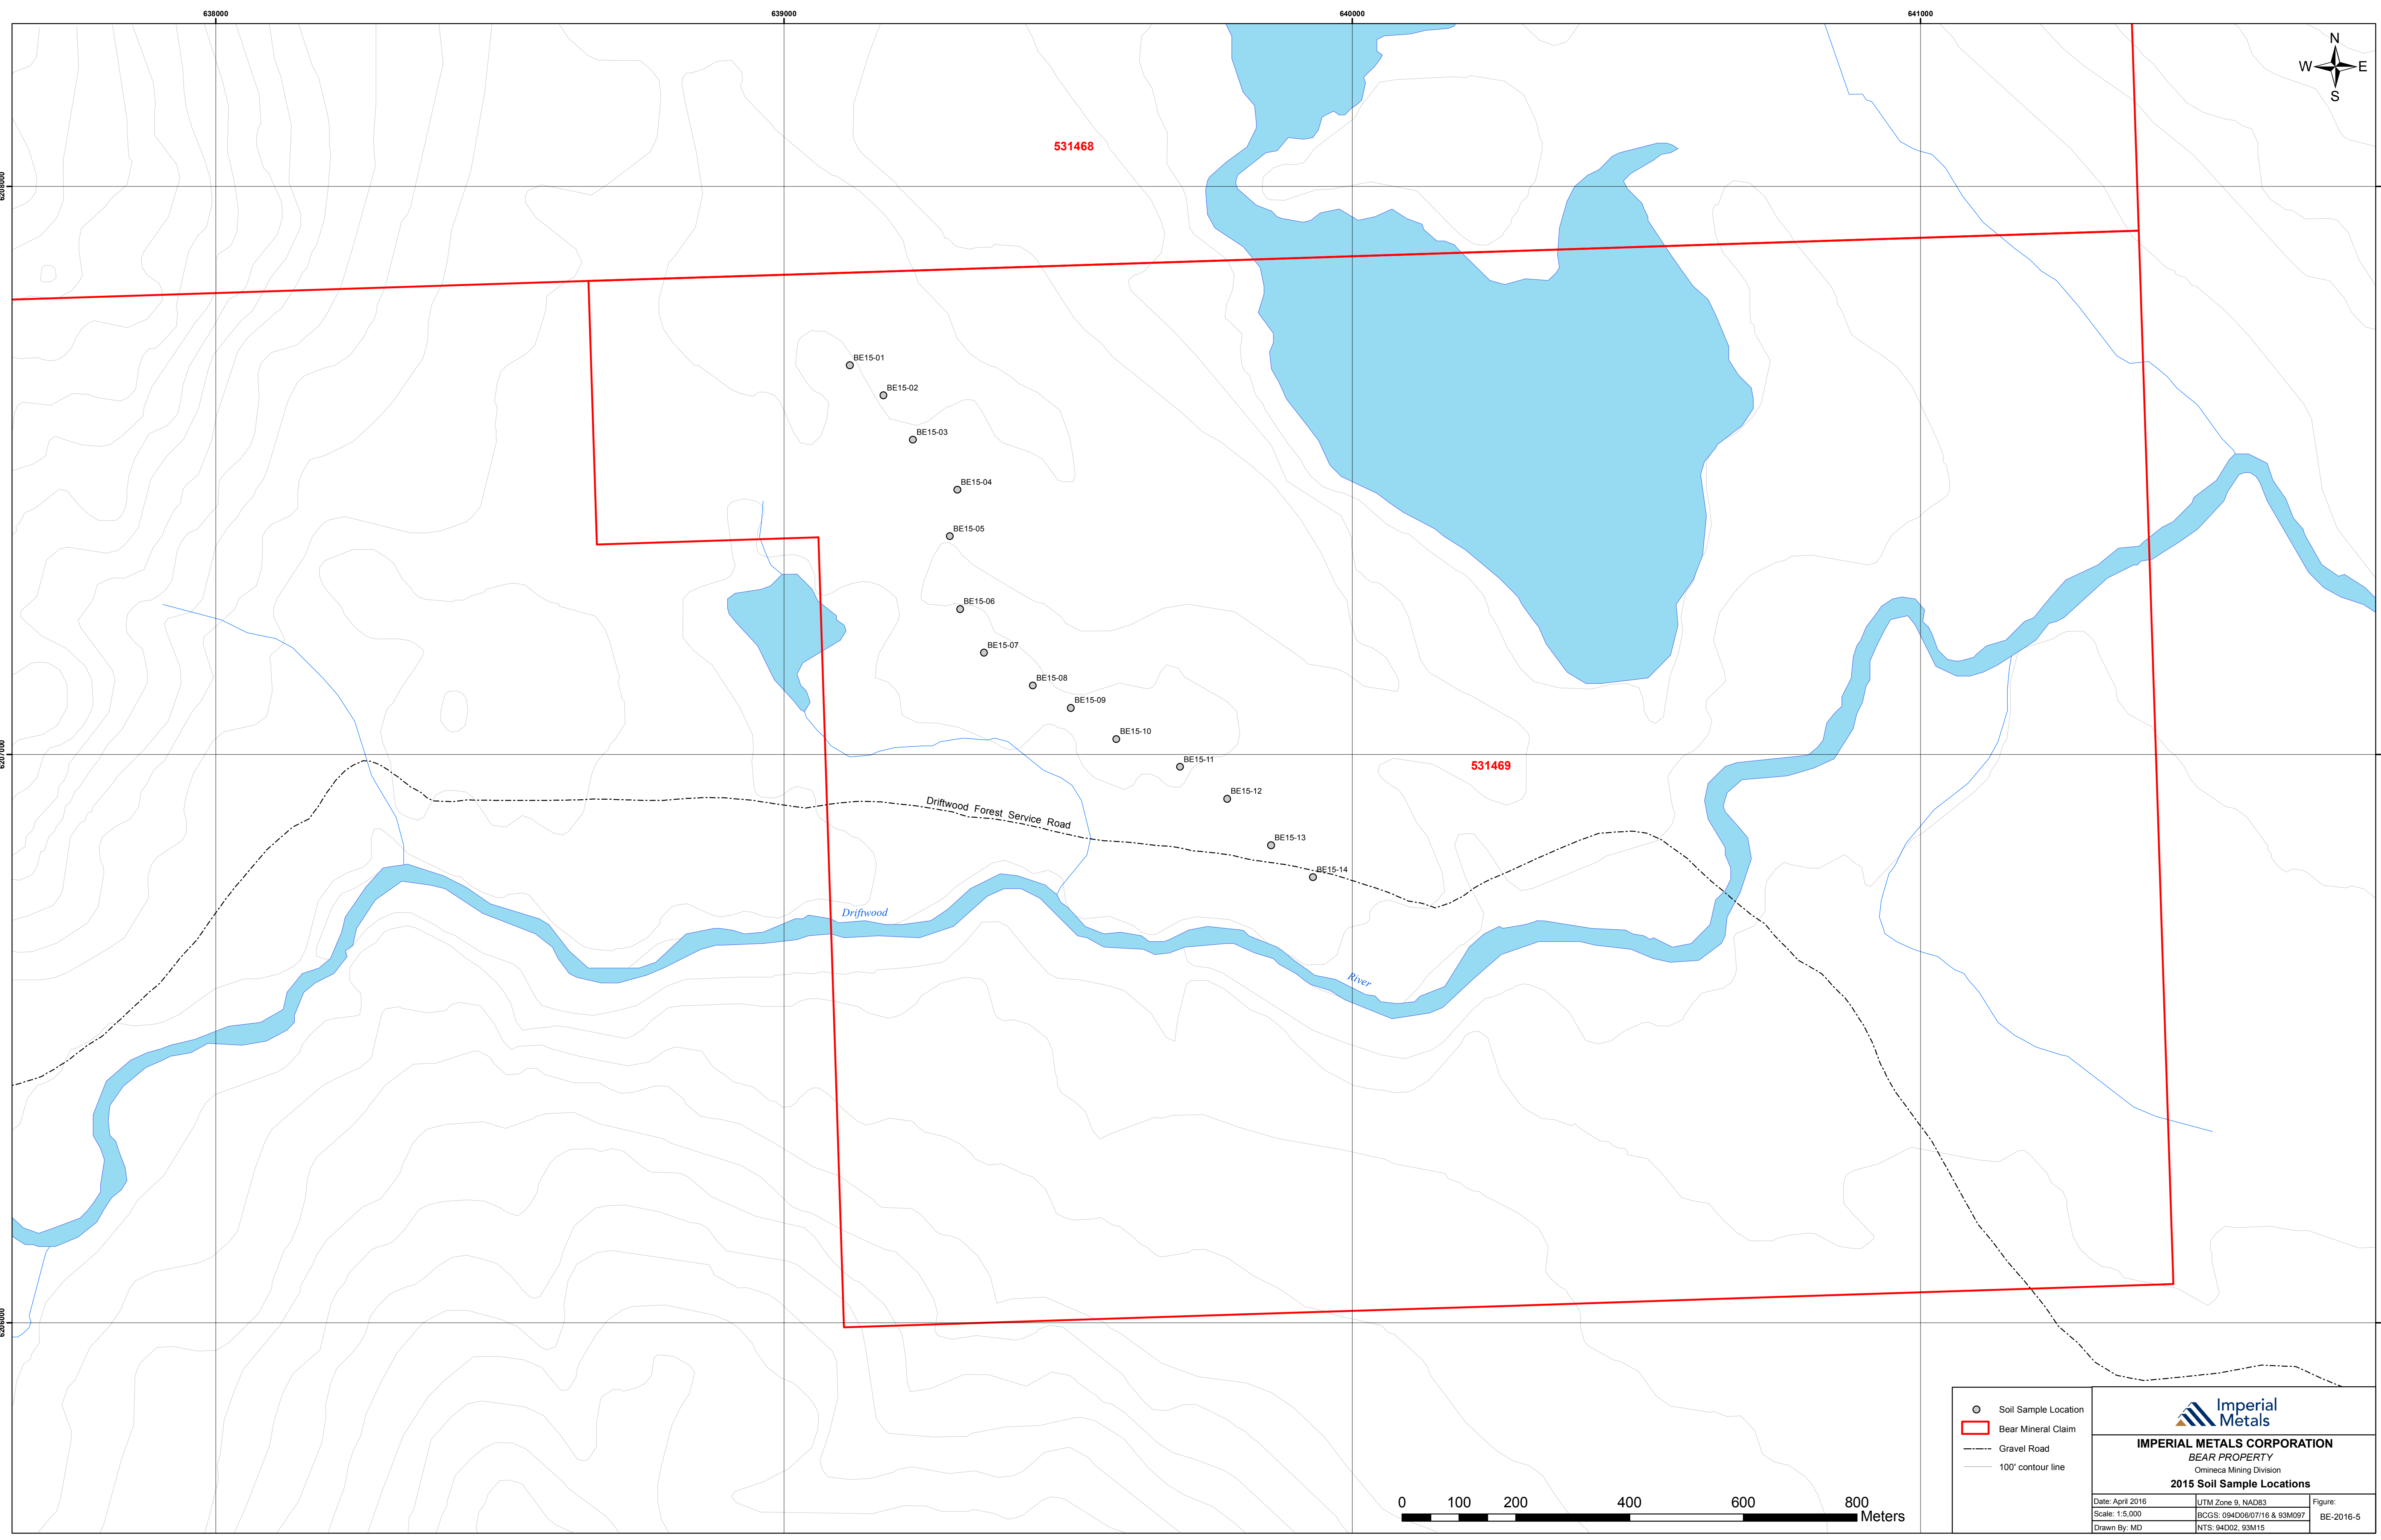 638000
639000
640000
641000
N
W E
S
6208000
531468
BE15-01
BE15-02
BE15-03
BE15-04
BE15-05
BE15-06
BE15-07
BE15-08
BE15-09
BE15-10
6207000
BE15-11
531469
BE15-12
Driftwood Forest Service Road
BE15-13
BE15-14
Driftwood
River
6206000
Soil Sample Location
Bear Mineral Claim
Gravel Road
100' contour line
Imperial
Metals
IMPERIAL METALS CORPORATION
BEAR PROPERTY
Omineca Mining Division
2015 Soil Sample Locations
Date: April 2016
UTM Zone 9, NAD83
Figure:
Scale: 1:5,000
BCGS: 094D06/07/16 & 93M097
BE-2016-5
Drawn By: MD
NTS: 94D02, 93M15
0 100 200 400 600 800
Meters